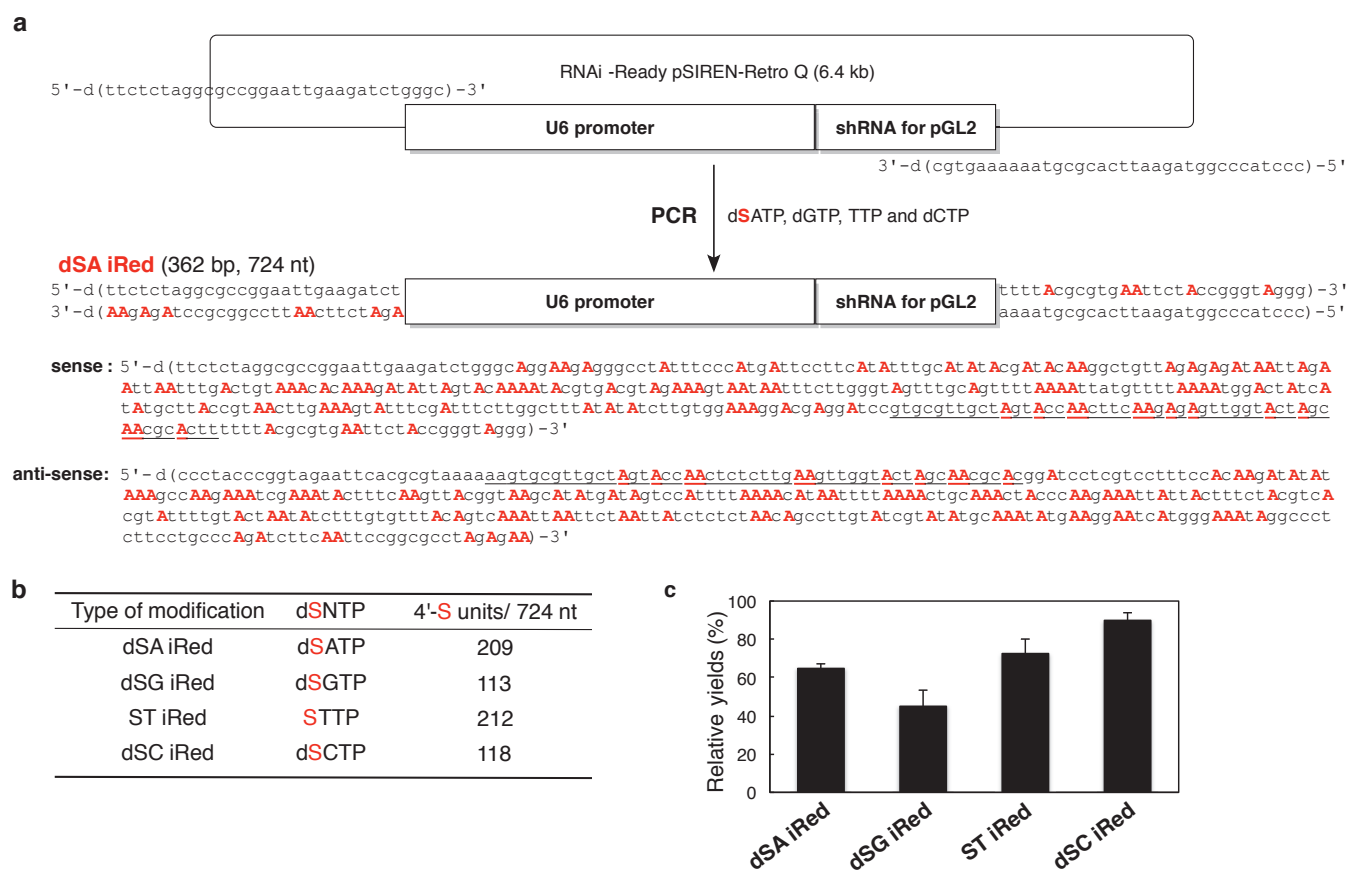 a
RNAi -Ready pSIREN-Retro Q (6.4 kb)
5'-d(ttctctaggcgccggaattgaagatctgggc)-3'
U6 promoter
shRNA for pGL2
3'-d(cgtgaaaaaatgcgcacttaagatggcccatccc)-5'
PCR
dSATP, dGTP, TTP and dCTP
dSA iRed (362 bp, 724 nt)
5'-d(ttctctaggcgccggaattgaagatct U6 promoter shRNA for pGL2 ttttAcgcgtgAAttctAccgggtAggg)-3'
3'-d(AAgAgAtccgcggccttAActtctAgA aaaatgcgcacttaagatggcccatccc)-5'
sense : 5'-d(ttctctaggcgccggaattgaagatctgggcAggAAgAgggcctAtttcccAtgAttccttcAtAtttgcAtAtAcgAtAcAAggctgttAgAgAgAtAAttAgA
AttAAtttgActgtAAAcAcAAAgAtAttAgtAcAAAAtAcgtgAcgtAgAAAgtAAtAAtttcttgggtAgtttgcAgttttAAAAttAtgttttAAAAtggActAtcA
tAtgcttAccgtAActtgAAAgtAtttcgAtttcttggctttAtAtAtcttgtggAAAggAcgAggAtccgtgcgttgctAgtAccAActtcAAgAgAgttggtActAgc
AAcgcActttttttAcgcgtgAAttctAccgggtAggg)-3'
anti-sense: 5'-d(ccctacccggtagaattcacgcgtaaaaaaagtgcgttgctAgtAccAActctcttgAAgttggtActAgcAAcgcAcggAtcctcgtcctttccAcAAgAtAtAt
AAAgccAAgAAAtcgAAAtActttcAAgttAcggtAAgcAtAtgAtAgtccAttttAAAAcAtAAttttAAAActgcAAActAcccAAgAAAttAttActttctAcgtcA
cgtAttttgtActAAtAtctttgtgtttAcAgtcAAAttAAttctAAttAtctctctAAcAgccttgtAtcgtAtAtgcAAAtAtgAAggAAtcAtgggAAAtAggccct
cttcctgcccAgAtcttcAAttccggcgcctAgAgAA)-3'
b
Type of modification dSNTP 4'-S units/ 724 nt
dSA iRed dSATP 209
dSG iRed dSGTP 113
ST iRed STTP 212
dSC iRed dSCTP 118
c
Relative yields (%)
100
80
60
40
20
0
dSA iRed
dSG iRed
ST iRed
dSC iRed